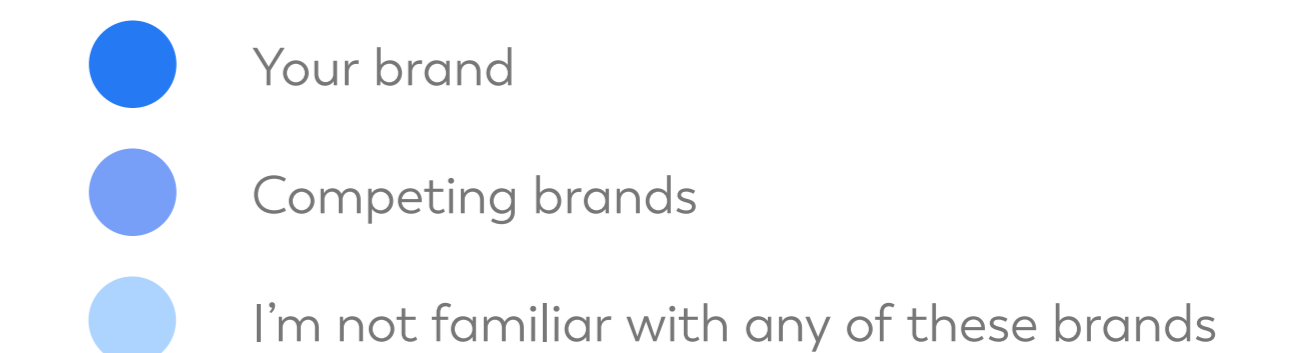 Your brand
Competing brands
I’m not familiar with any of these brands